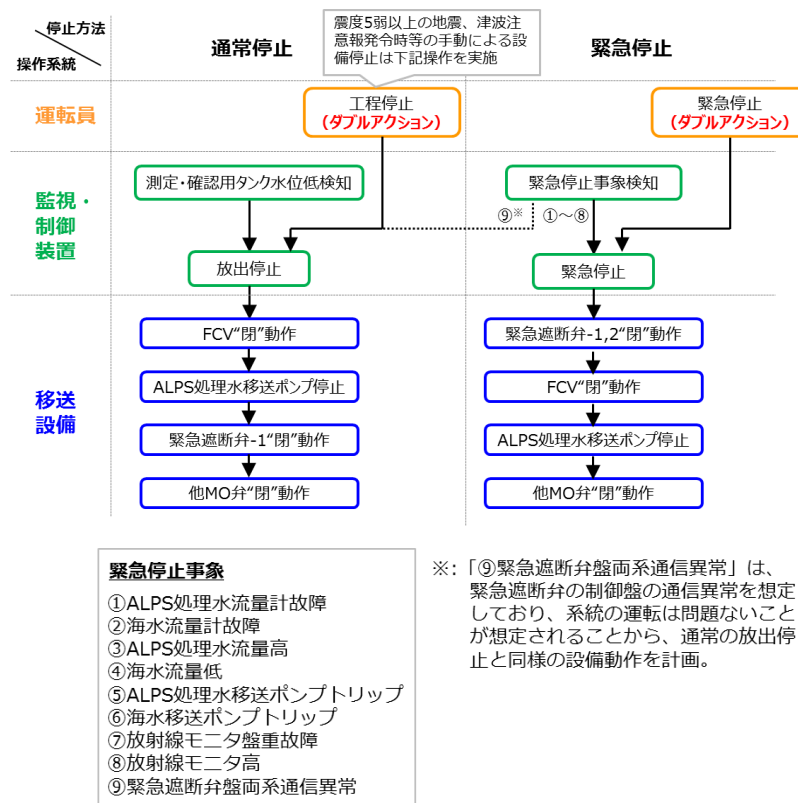 停止方法
操作系統
通常停止
震度5弱以上の地震、津波注
意報発令時等の手動による設
備停止は下記操作を実施
緊急停止
運転員
工程停止
(ダブルアクション)
緊急停止
(ダブルアクション)
監視・
制御
装置
測定・確認用タンク水位低検知
緊急停止事象検知
⑨※
①～⑧
放出停止
緊急停止
移送
設備
FCV“閉”動作
ALPS処理水移送ポンプ停止
緊急遮断弁-1“閉”動作
他MO弁“閉”動作
緊急遮断弁-1,2“閉”動作
FCV“閉”動作
ALPS処理水移送ポンプ停止
他MO弁“閉”動作
緊急停止事象
①ALPS処理水流量計故障
②海水流量計故障
③ALPS処理水流量高
④海水流量低
⑤ALPS処理水移送ポンプトリップ
⑥海水移送ポンプトリップ
⑦放射線モニタ盤重故障
⑧放射線モニタ高
⑨緊急遮断弁盤両系通信異常
※:「⑨緊急遮断弁盤両系通信異常」は、
緊急遮断弁の制御盤の通信異常を想定
しており、系統の運転は問題ないこと
が想定されることから、通常の放出停
止と同様の設備動作を計画。